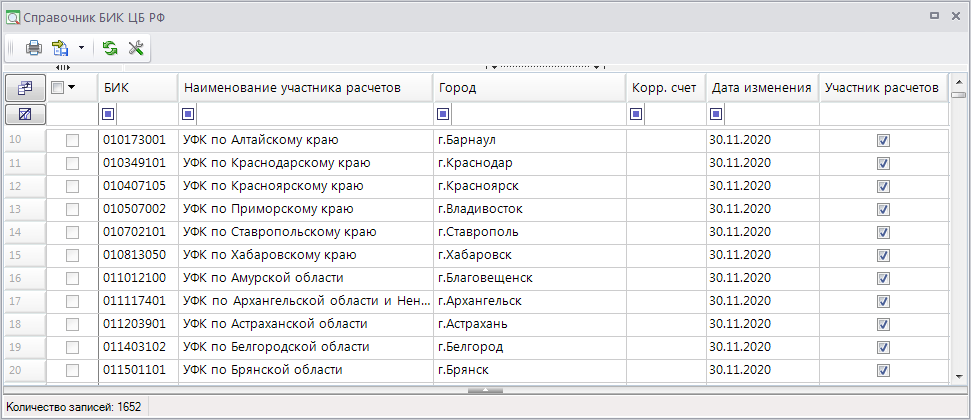 Справочник БИК ЦБ РФ
БИК Наименование участника расчетов Город Корр. счет Дата изменения Участник расчетов
10 010173001 УФК по Алтайскому краю г.Барнаул 30.11.2020
11 010349101 УФК по Краснодарскому краю г.Краснодар 30.11.2020
12 010407105 УФК по Красноярскому краю г.Красноярск 30.11.2020
13 010507002 УФК по Приморскому краю г.Владивосток 30.11.2020
14 010702101 УФК по Ставропольскому краю г.Ставрополь 30.11.2020
15 010813050 УФК по Хабаровскому краю г.Хабаровск 30.11.2020
16 011012100 УФК по Амурской области г.Благовещенск 30.11.2020
17 011117401 УФК по Архангельской области и Нен... г.Архангельск 30.11.2020
18 011203901 УФК по Астраханской области г.Астрахань 30.11.2020
19 011403102 УФК по Белгородской области г.Белгород 30.11.2020
20 011501101 УФК по Брянской области г.Брянск 30.11.2020
Количество записей: 1652